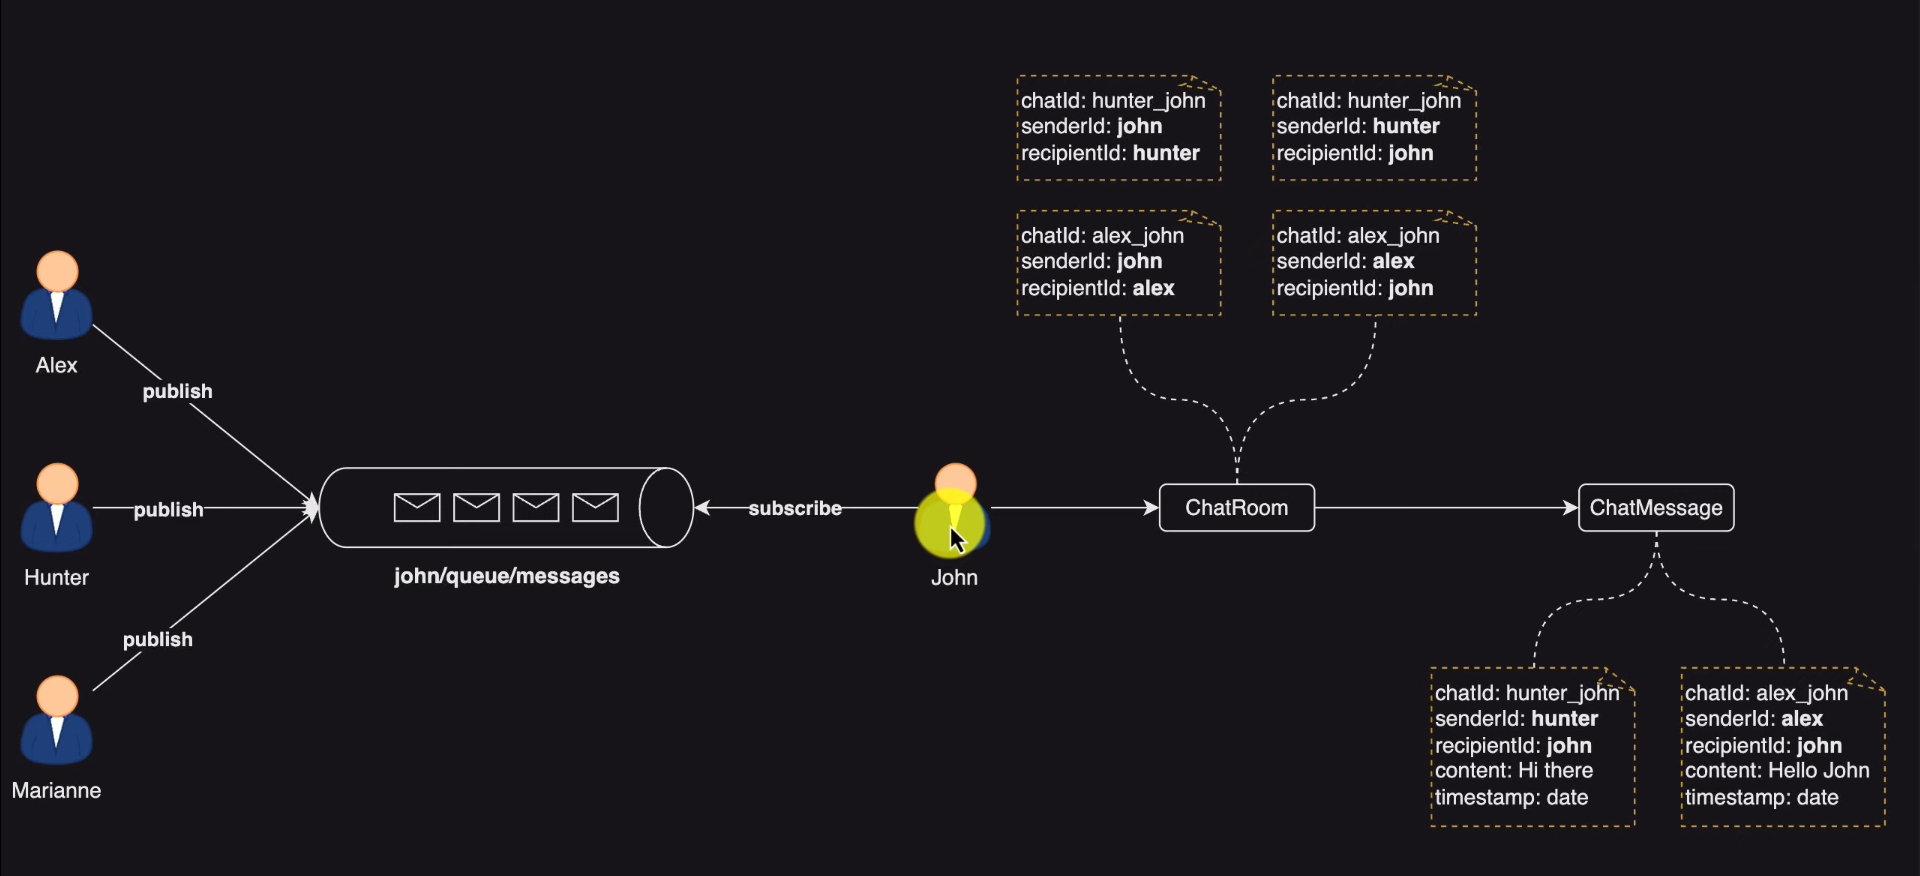 chatId: hunter_john
senderId: john
recipientId: hunter
chatId: hunter_john
senderId: hunter
recipientId: john
chatId: alex_john
senderId: john
recipientId: alex
chatId: alex_john
senderId: alex
recipientId: john
Alex
publish
Hunter
publish
john/queue/messages
subscribe
John
ChatRoom
ChatMessage
publish
Marianne
chatId: hunter_john
senderId: hunter
recipientId: john
content: Hi there
timestamp: date
chatId: alex_john
senderId: alex
recipientId: john
content: Hello John
timestamp: date